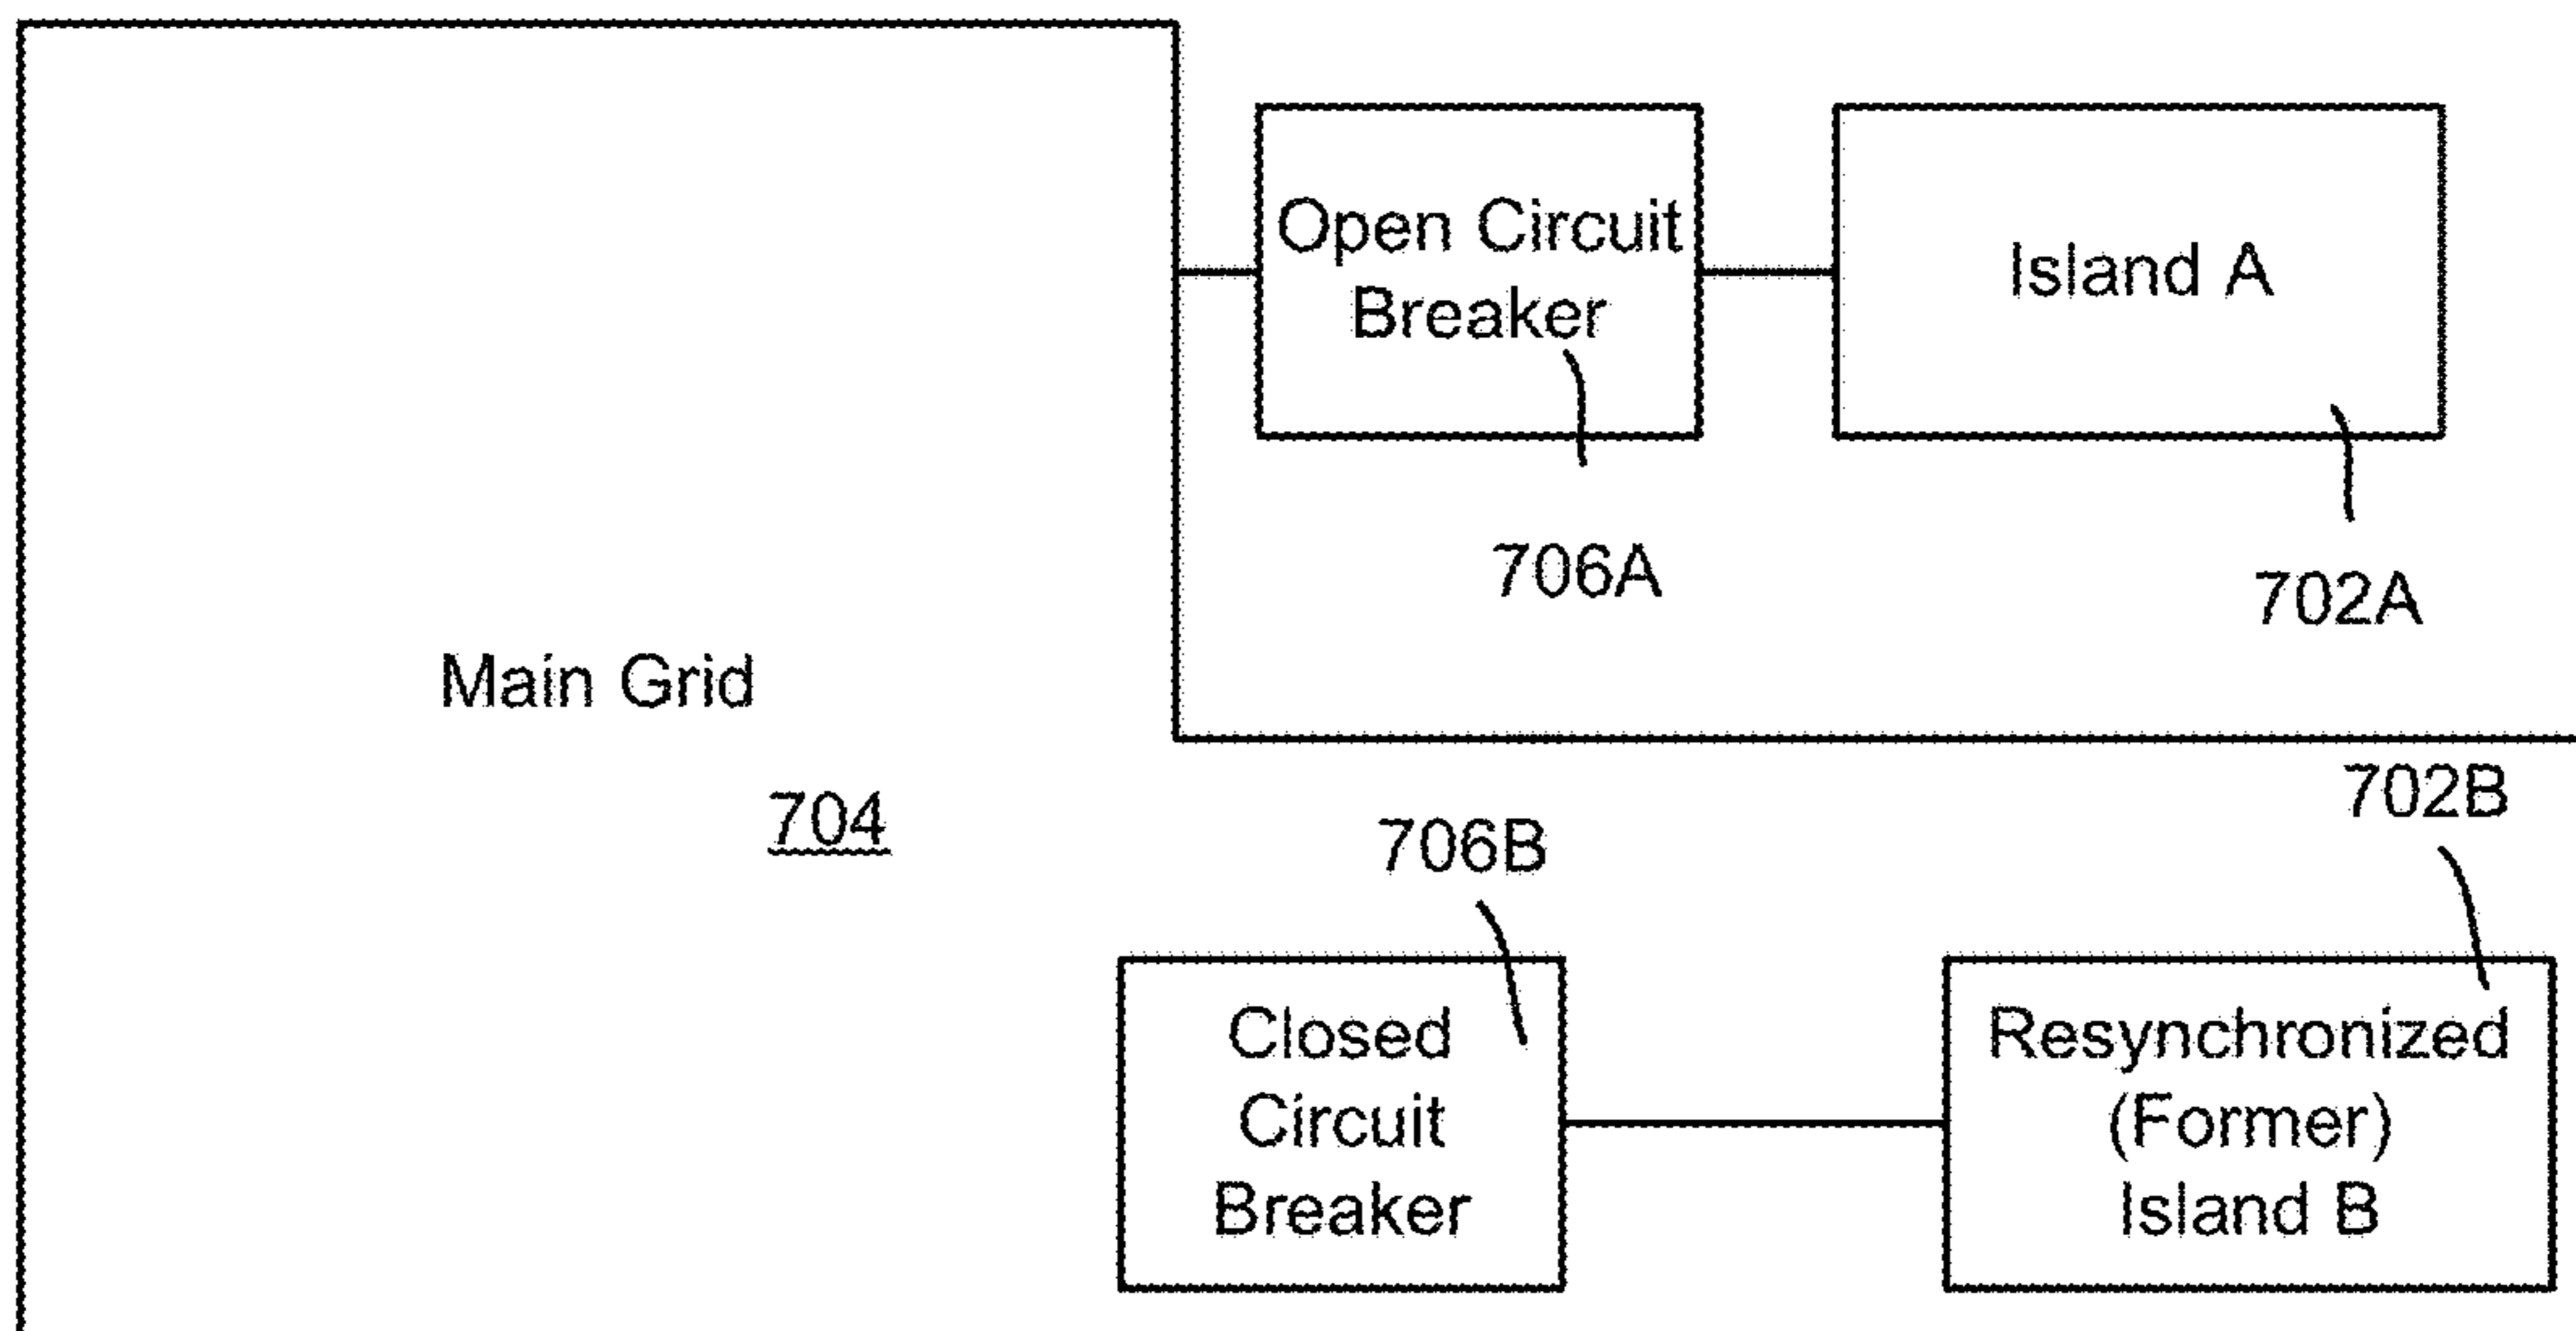 Open Circuit
Breaker
Island A
706A
702A
Main Grid
704
702B
706B
Closed
Circuit
Breaker
Resynchronized
(Former)
Island B